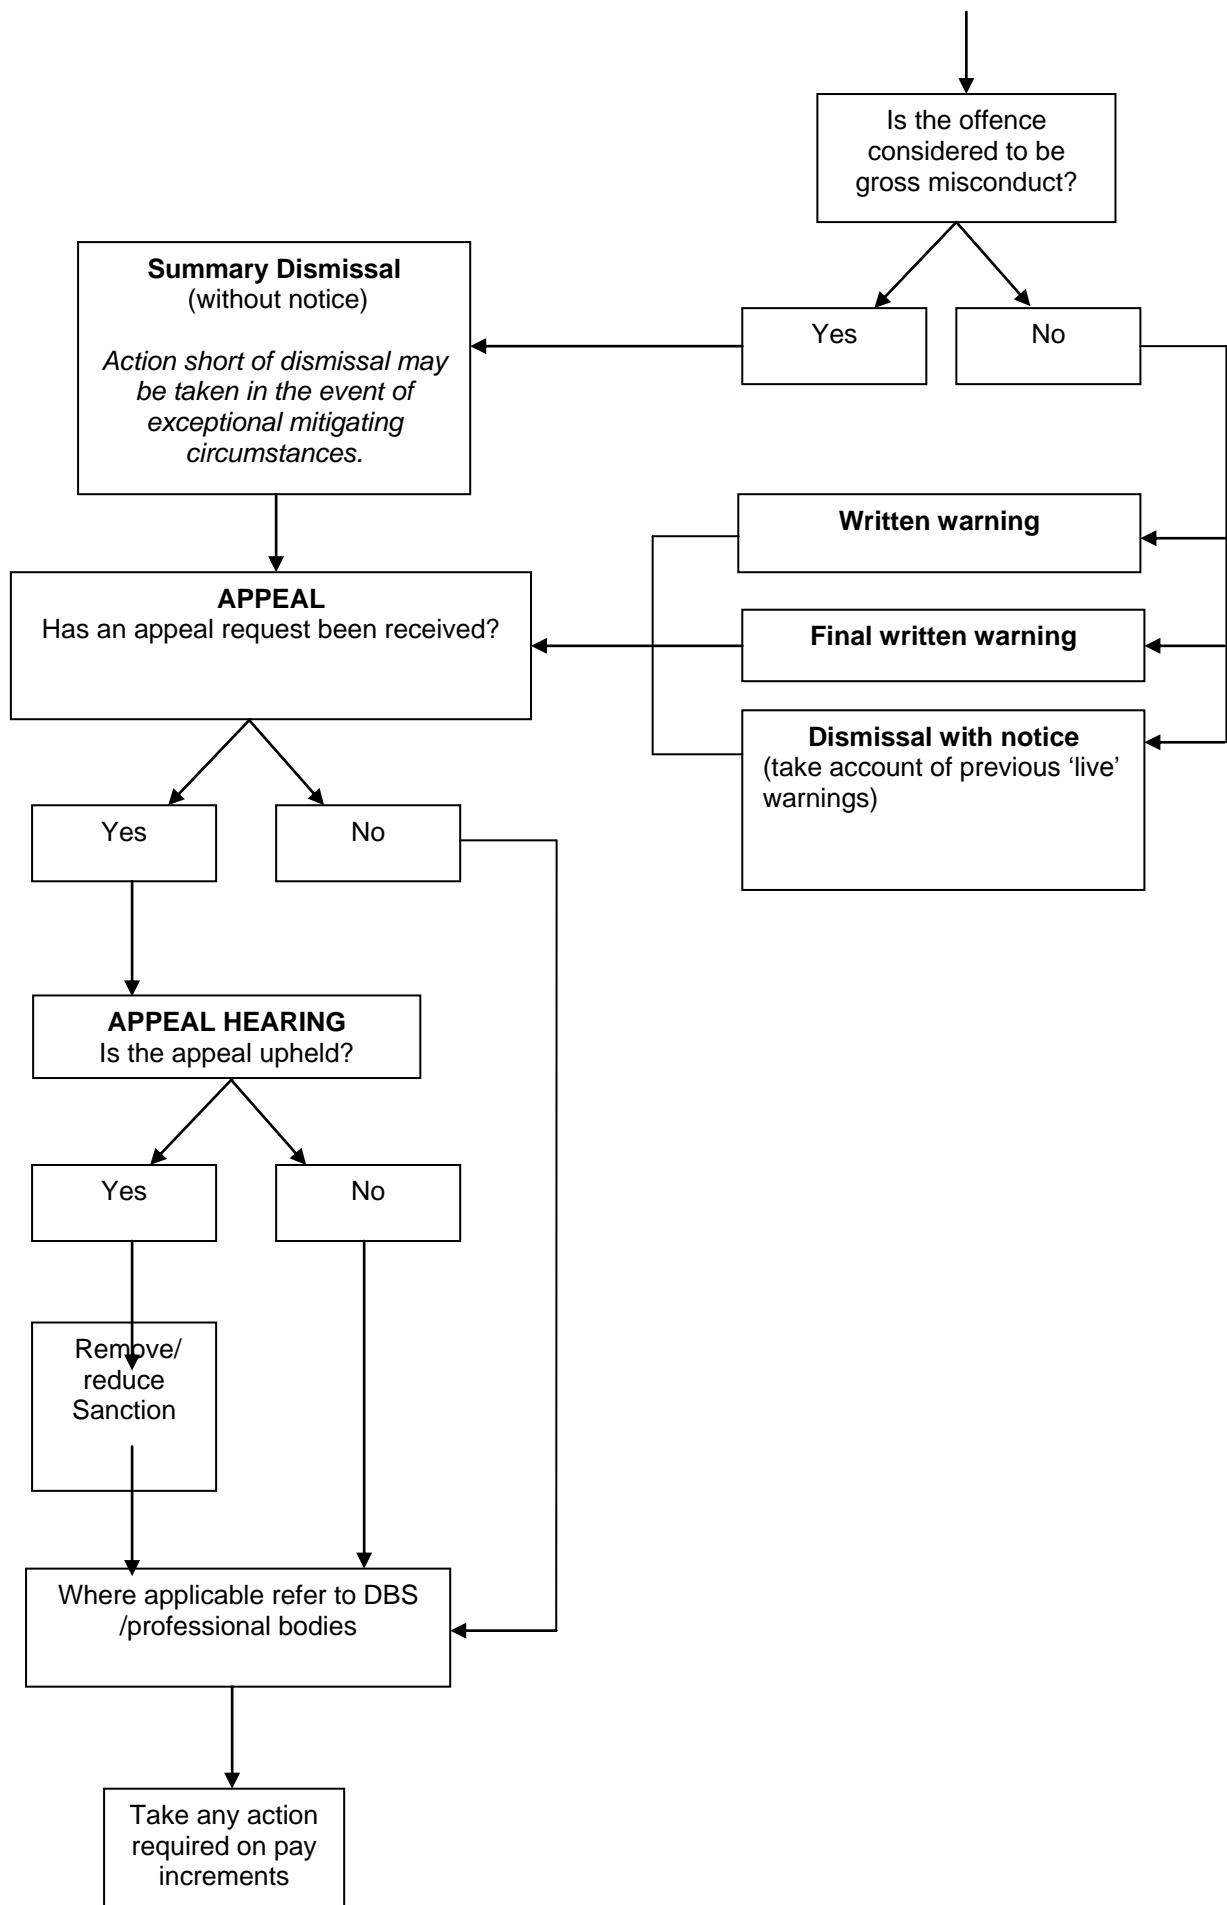 Is the offence
considered to be
gross misconduct?
Summary Dismissal
(without notice)
Action short of dismissal may
be taken in the event of
exceptional mitigating
circumstances.
Yes
No
Written warning
APPEAL
Has an appeal request been received?
Final written warning
Dismissal with notice
(take account of previous ‘live’
warnings)
Yes
No
APPEAL HEARING
Is the appeal upheld?
Yes
No
Remove/
reduce
Sanction
Where applicable refer to DBS
/professional bodies
Take any action
required on pay
increments